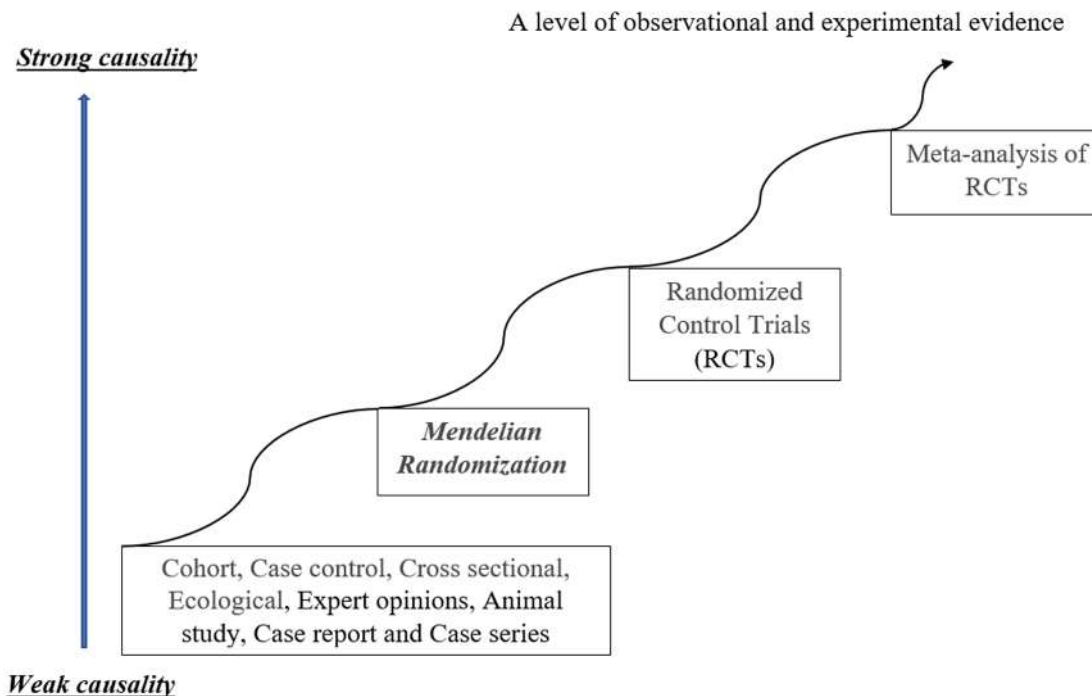 A level of observational and experimental evidence
Strong causality
Meta-analysis of
RCTs
Randomized
Control Trials
(RCTs)
Mendelian
Randomization
Cohort, Case control, Cross sectional,
Ecological, Expert opinions, Animal
study, Case report and Case series
Weak causality